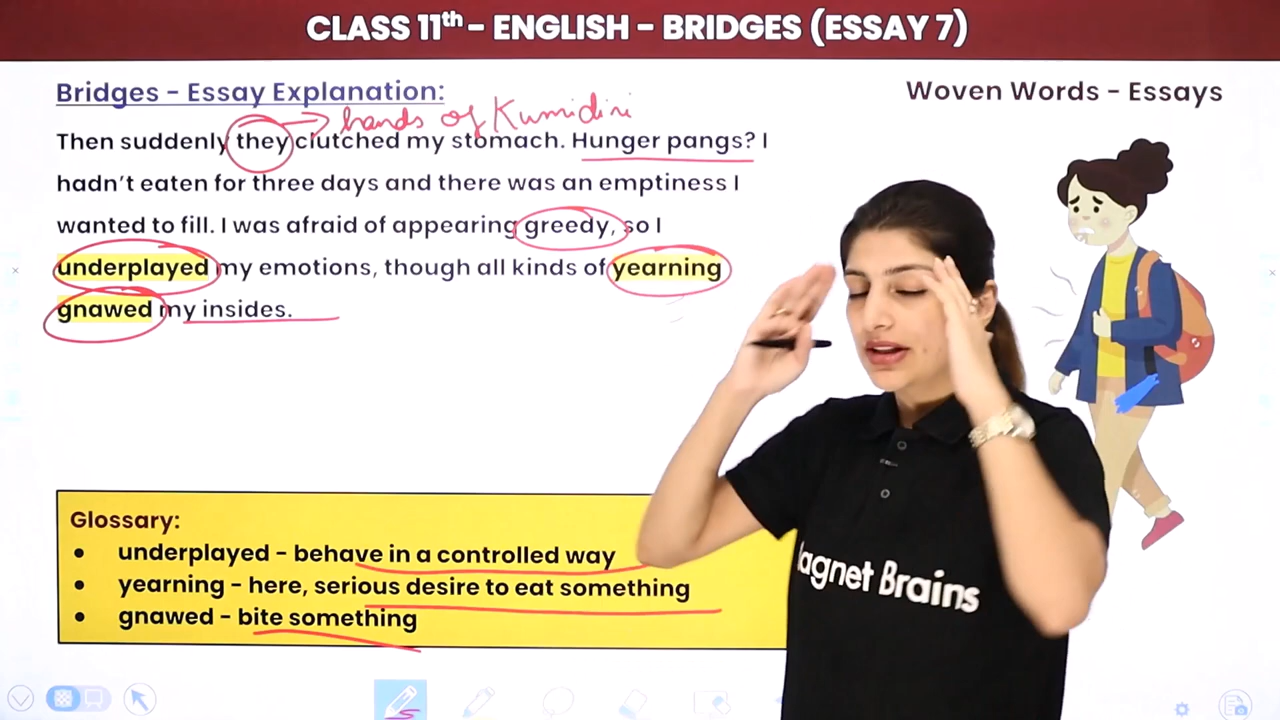 CLASS 11th - ENGLISH - BRIDGES (ESSAY 7)
Bridges - Essay Explanation:
Woven Words - Essays
hands of Kumidini
Then suddenly they clutched my stomach. Hunger pangs? I
hadn't eaten for three days and there was an emptiness I
wanted to fill. I was afraid of appearing greedy, so I
underplayed my emotions, though all kinds of yearning
gnawed my insides.
Glossary:
• underplayed - behave in a controlled way
• yearning - here, serious desire to eat something
• gnawed - bite something
agnet Brains